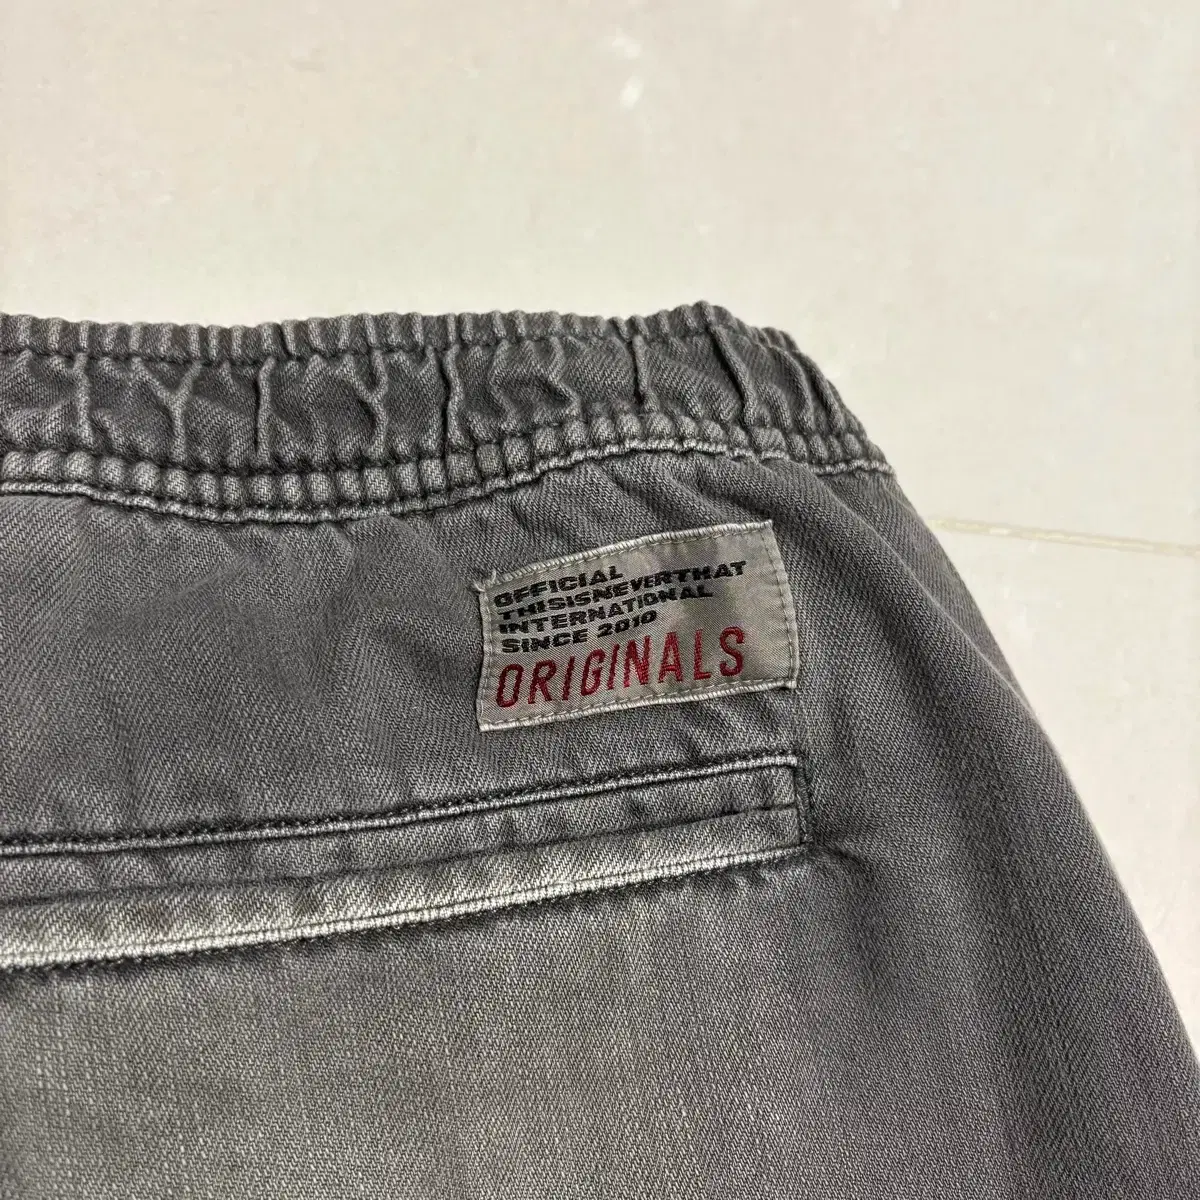 OFFICIAL
THISISNEVERTHAT
INTERNATIONAL
SINCE 2010
ORIGINALS